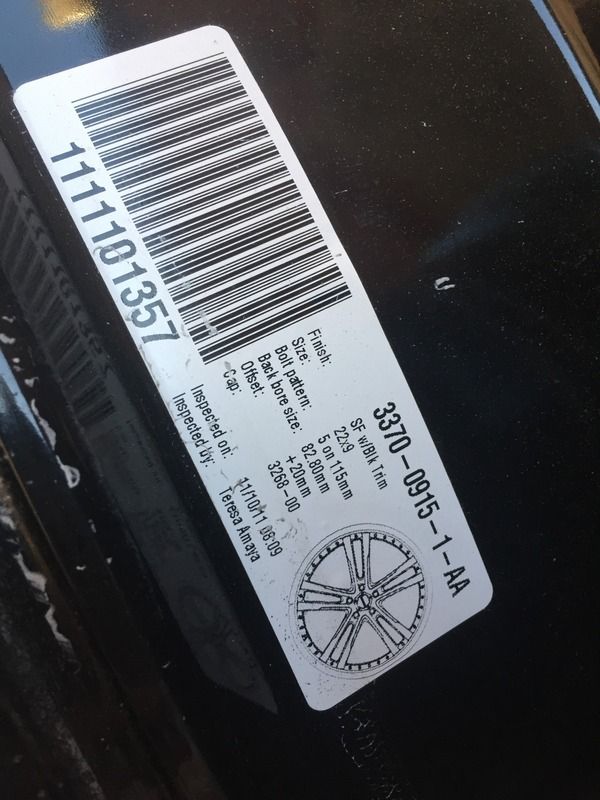 1111101357
3370-0915-1-AA
Finish: SF w/Blk Trim
Size: 22x9
Bolt pattern: 5 on 115mm
Back bore size: 82.80mm
Offset: +20mm
Cap: 3268-00
Inspected on: 11/10/11 08:09
Inspected by: Teresa Amaya